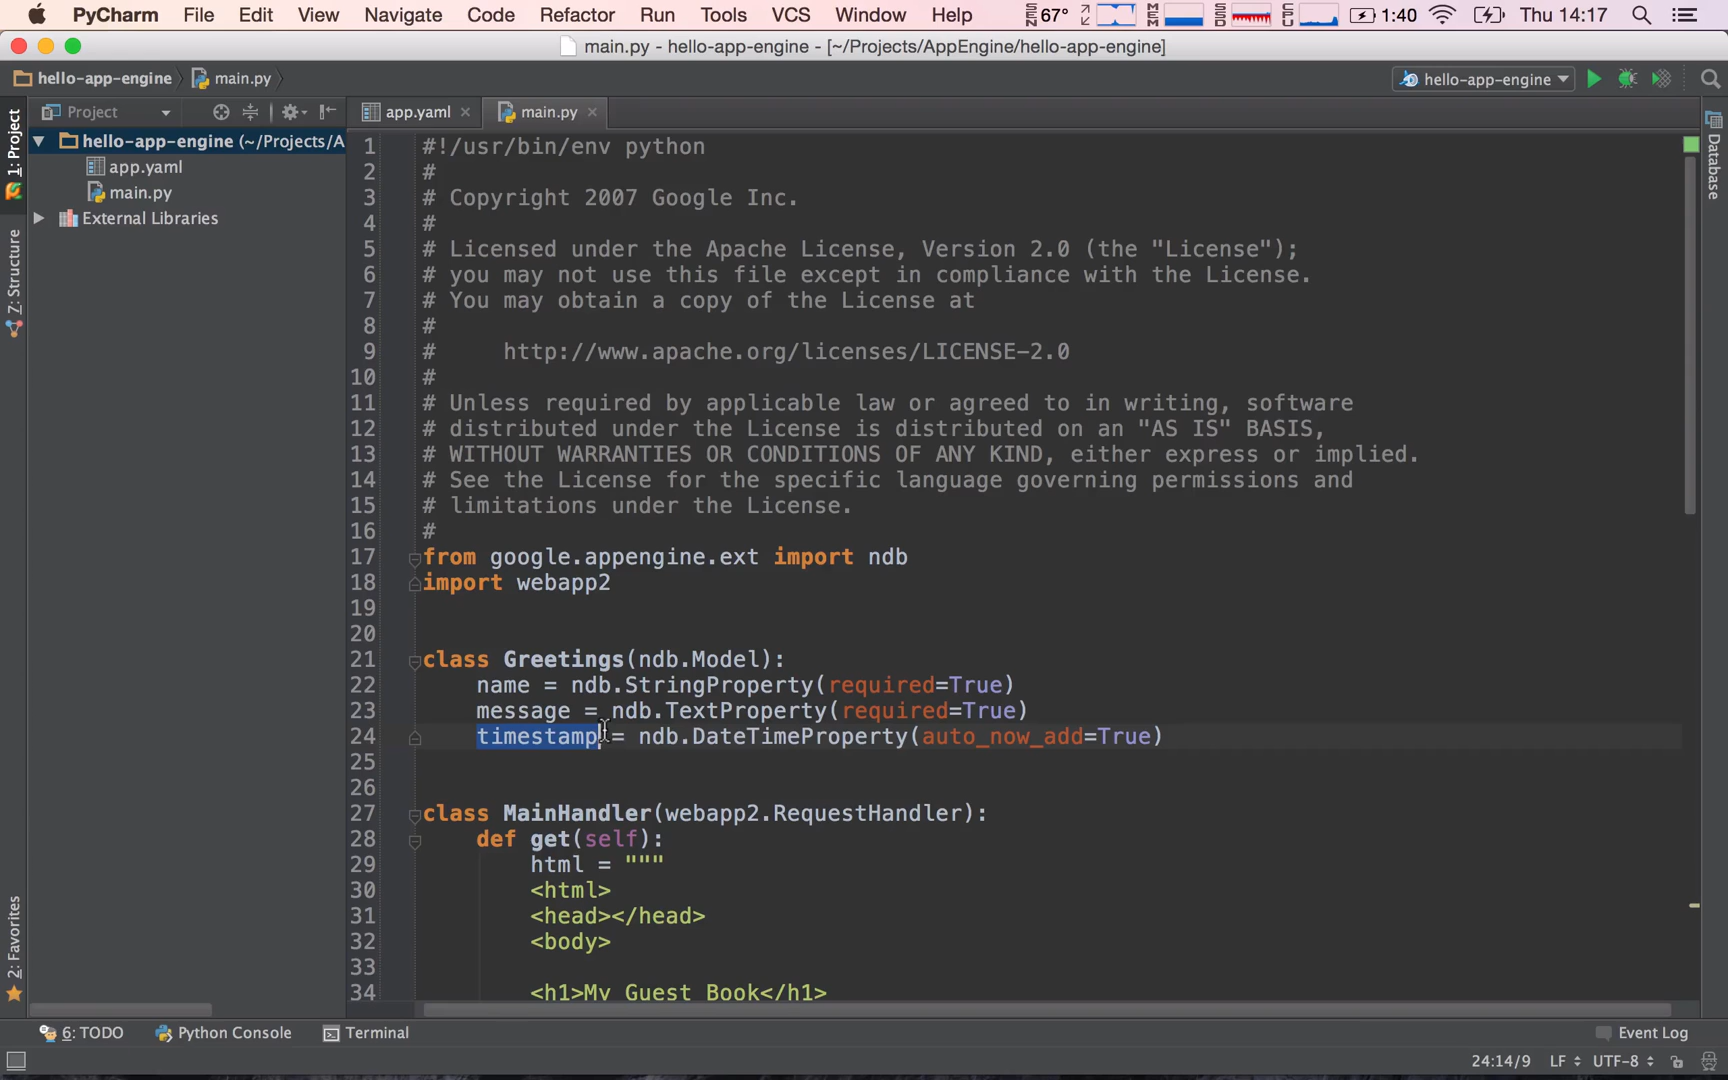 PyCharm File Edit View Navigate Code Refactor Run Tools VCS Window Help SEN 67° MEM SSD CPU 1:40 Thu 14:17
main.py - hello-app-engine - [~/Projects/AppEngine/hello-app-engine]
hello-app-engine main.py hello-app-engine
Project app.yaml main.py
1: Project
Z: Structure
2: Favorites
Database
hello-app-engine (~/Projects/A
app.yaml
main.py
External Libraries
1 #!/usr/bin/env python
2 #
3 # Copyright 2007 Google Inc.
4 #
5 # Licensed under the Apache License, Version 2.0 (the "License");
6 # you may not use this file except in compliance with the License.
7 # You may obtain a copy of the License at
8 #
9 #     http://www.apache.org/licenses/LICENSE-2.0
10 #
11 # Unless required by applicable law or agreed to in writing, software
12 # distributed under the License is distributed on an "AS IS" BASIS,
13 # WITHOUT WARRANTIES OR CONDITIONS OF ANY KIND, either express or implied.
14 # See the License for the specific language governing permissions and
15 # limitations under the License.
16 #
17 from google.appengine.ext import ndb
18 import webapp2
19
20
21 class Greetings(ndb.Model):
22     name = ndb.StringProperty(required=True)
23     message = ndb.TextProperty(required=True)
24     timestamp = ndb.DateTimeProperty(auto_now_add=True)
25
26
27 class MainHandler(webapp2.RequestHandler):
28     def get(self):
29         html = """
30         <html>
31         <head></head>
32         <body>
33
34         <h1>My Guest Book</h1>
6: TODO Python Console Terminal Event Log
24:14/9 LF UTF-8